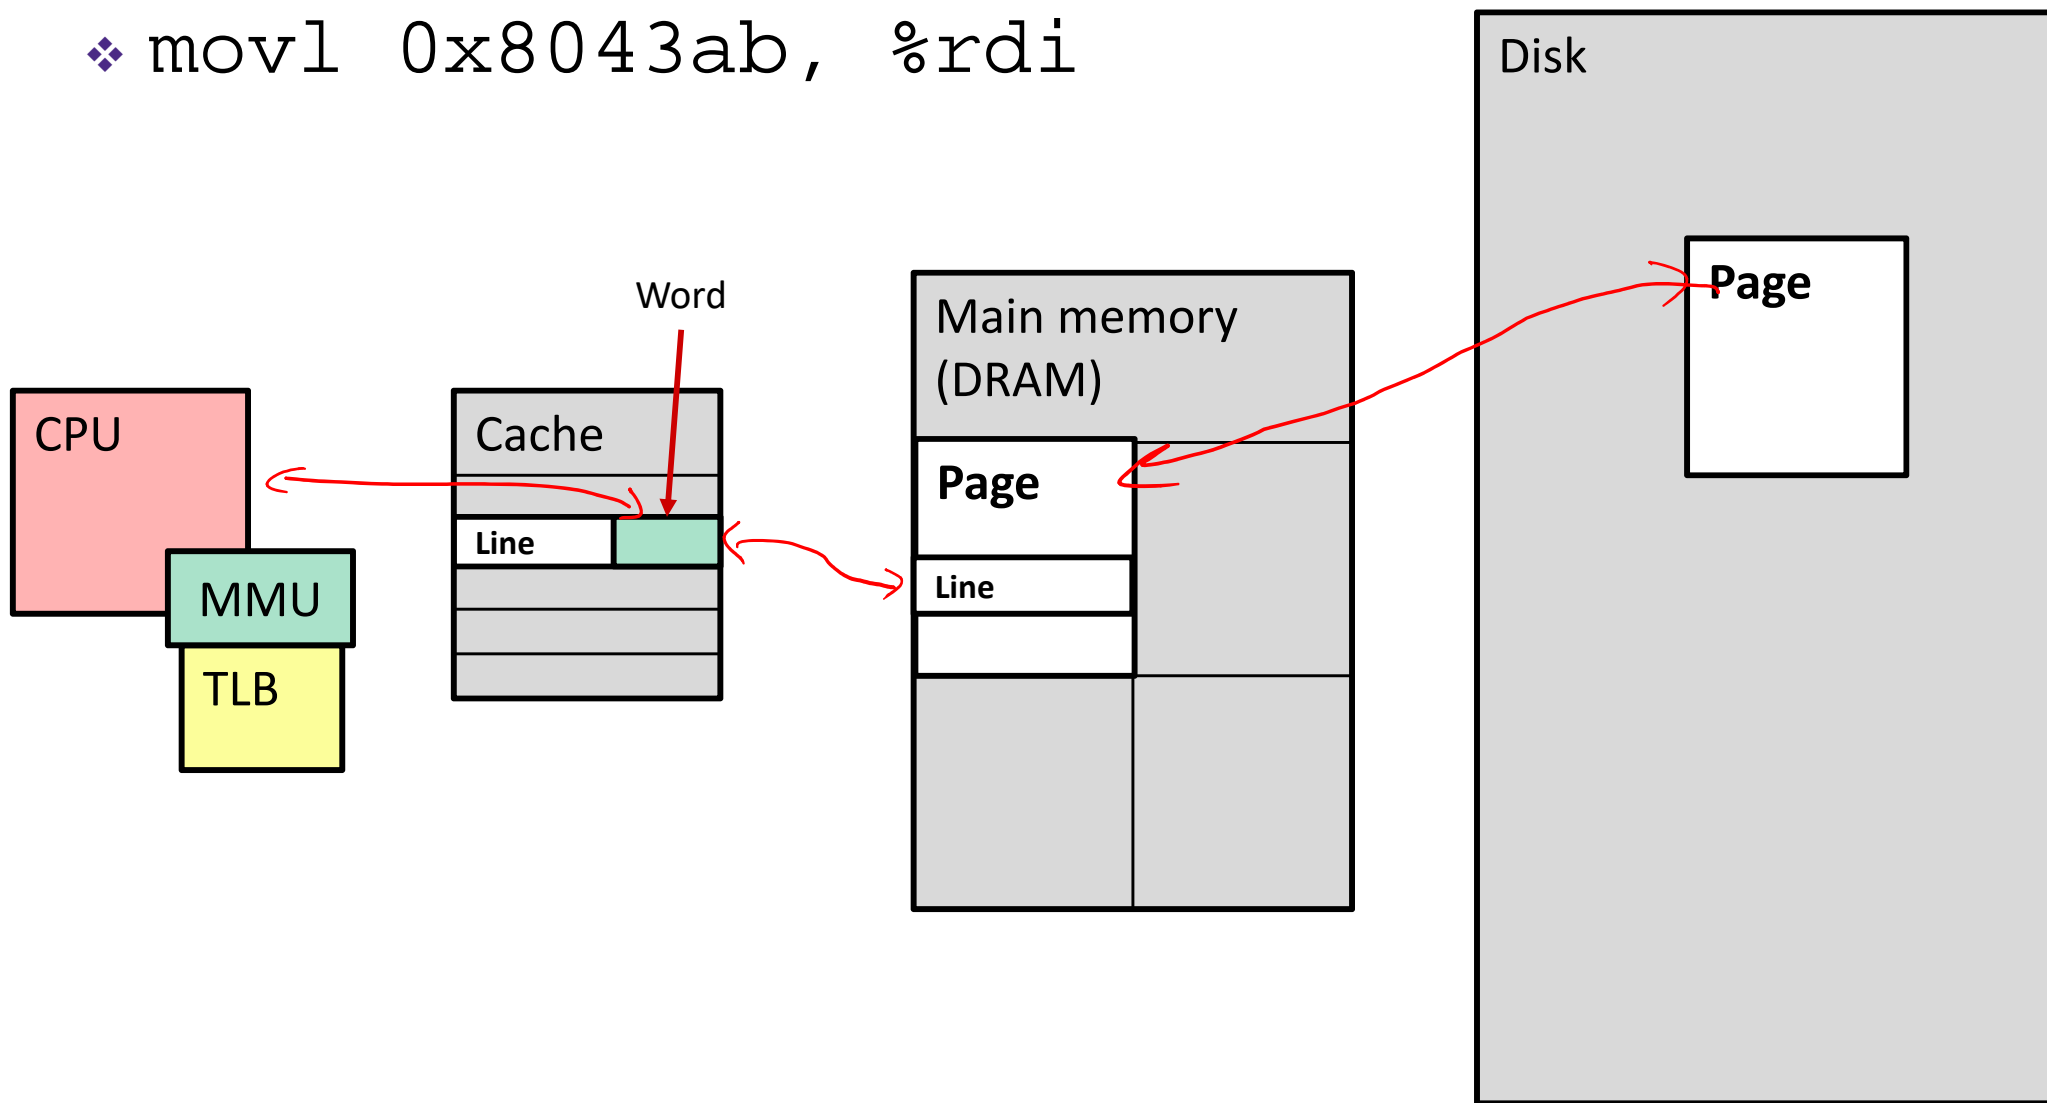 ❖ movl 0x8043ab, %rdi
Disk
Word
Page
Main memory
(DRAM)
CPU
Cache
Page
Line
Line
MMU
TLB